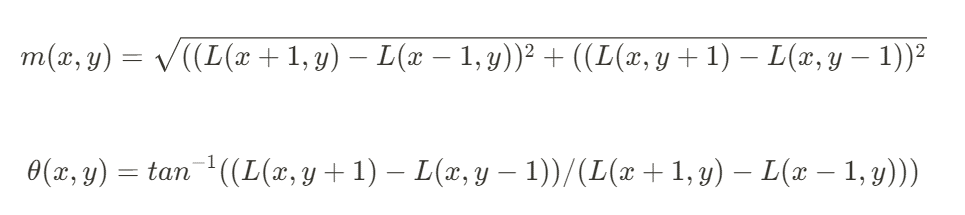 m(x, y) = √((L(x + 1, y) − L(x − 1, y))² + ((L(x, y + 1) − L(x, y − 1))²
θ(x, y) = tan⁻¹((L(x, y + 1) − L(x, y − 1))/(L(x + 1, y) − L(x − 1, y)))